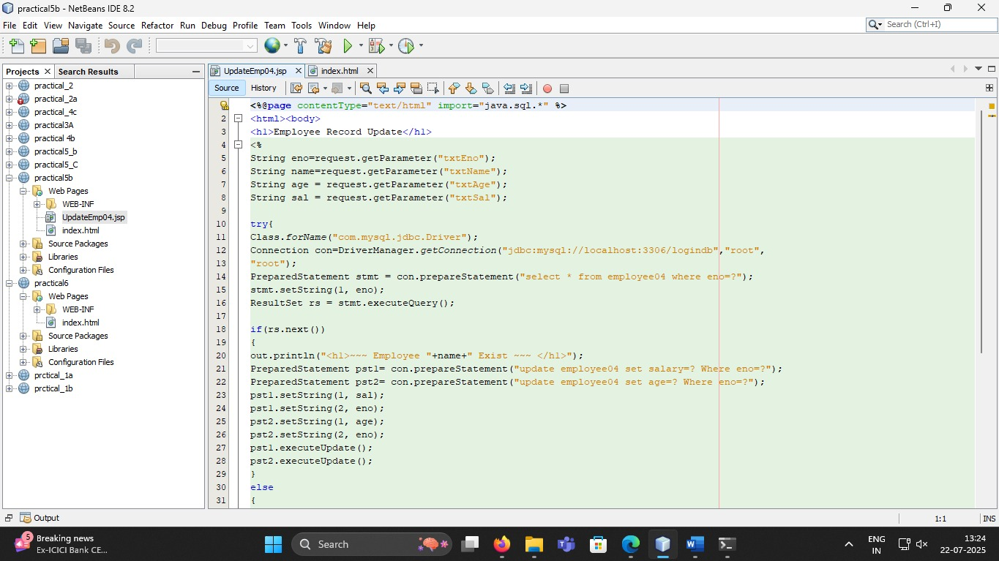 practical5b - NetBeans IDE 8.2
File Edit View Navigate Source Refactor Run Debug Profile Team Tools Window Help
Search (Ctrl+I)
Projects
Search Results
practical_2
practical_2a
practical_4c
practical3A
practical 4b
practical5_b
practical5_C
practical5b
Web Pages
WEB-INF
UpdateEmp04.jsp
index.html
Source Packages
Libraries
Configuration Files
practical6
Web Pages
WEB-INF
index.html
Source Packages
Libraries
Configuration Files
prctical_1a
prctical_1b
UpdateEmp04.jsp
index.html
Source History
<%@page contentType="text/html" import="java.sql.*" %>
2 <html><body>
3 <h1>Employee Record Update</h1>
4 <%
5 String eno=request.getParameter("txtEno");
6 String name=request.getParameter("txtName");
7 String age = request.getParameter("txtAge");
8 String sal = request.getParameter("txtSal");
9
10 try{
11 Class.forName("com.mysql.jdbc.Driver");
12 Connection con=DriverManager.getConnection("jdbc:mysql://localhost:3306/logindb","root",
13 "root");
14 PreparedStatement stmt = con.prepareStatement("select * from employee04 where eno=?");
15 stmt.setString(1, eno);
16 ResultSet rs = stmt.executeQuery();
17
18 if(rs.next())
19 {
20 out.println("<h1>~~~ Employee "+name+" Exist ~~~ </h1>");
21 PreparedStatement pst1= con.prepareStatement("update employee04 set salary=? Where eno=?");
22 PreparedStatement pst2= con.prepareStatement("update employee04 set age=? Where eno=?");
23 pst1.setString(1, sal);
24 pst1.setString(2, eno);
25 pst2.setString(1, age);
26 pst2.setString(2, eno);
27 pst1.executeUpdate();
28 pst2.executeUpdate();
29 }
30 else
31 {
Output
1:1
INS
5
Breaking news
Ex-ICICI Bank CE...
Search
ENG
IN
13:24
22-07-2025